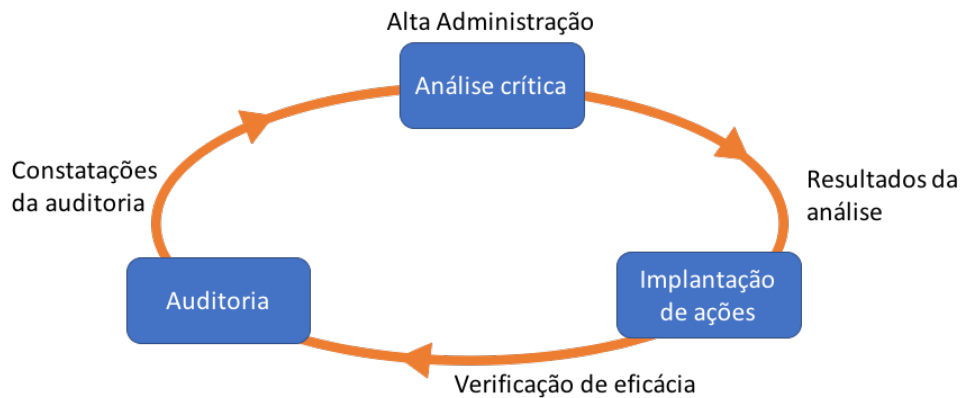 Alta Administração
Análise crítica
Constatações
da auditoria
Resultados da
análise
Auditoria
Implantação
de ações
Verificação de eficácia